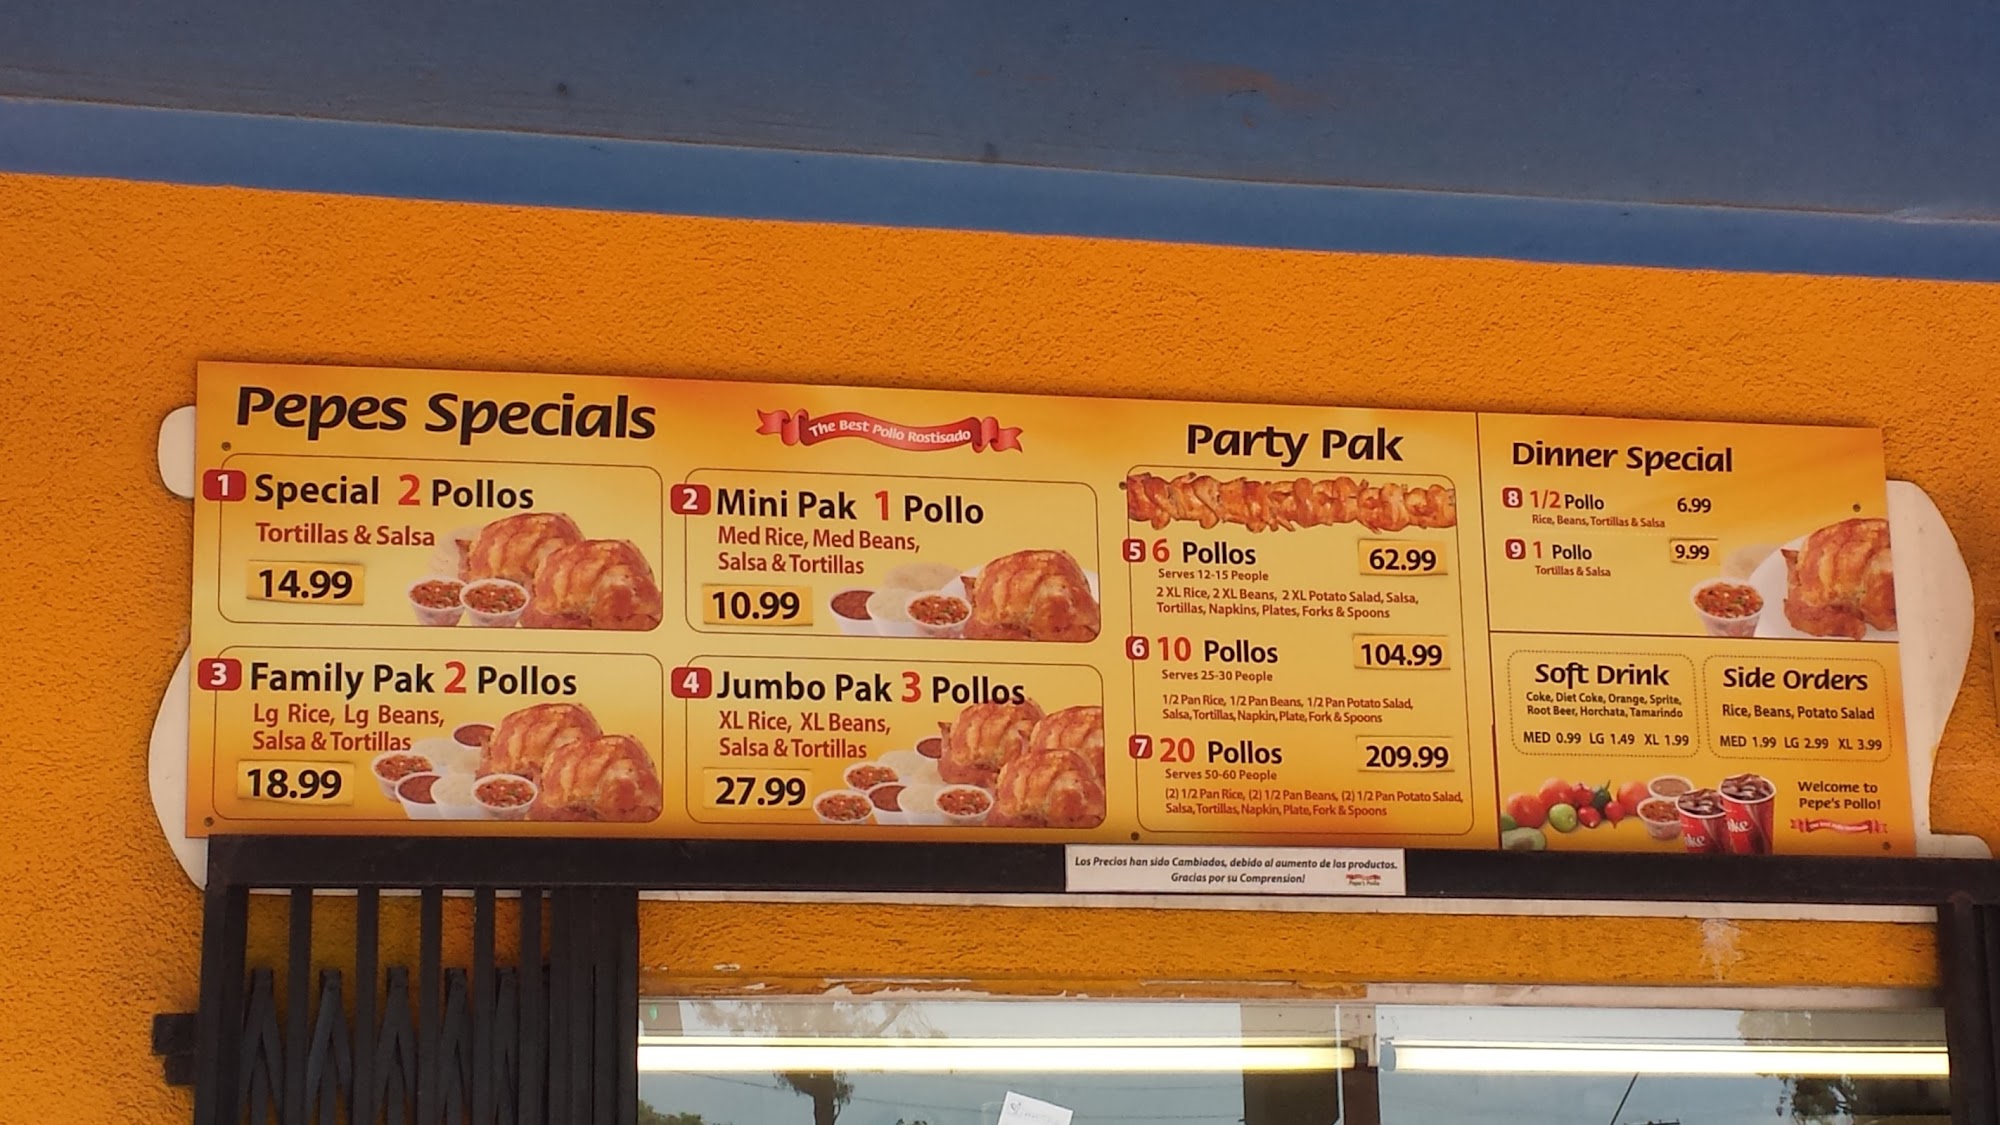 Pepes Specials
The Best Pollo Rostisado
1 Special 2 Pollos
Tortillas & Salsa
14.99
2 Mini Pak 1 Pollo
Med Rice, Med Beans,
Salsa & Tortillas
10.99
3 Family Pak 2 Pollos
Lg Rice, Lg Beans,
Salsa & Tortillas
18.99
4 Jumbo Pak 3 Pollos
XL Rice, XL Beans,
Salsa & Tortillas
27.99
Party Pak
5 6 Pollos 62.99
Serves 12-15 People
2 XL Rice, 2 XL Beans, 2 XL Potato Salad, Salsa,
Tortillas, Napkins, Plates, Forks & Spoons
6 10 Pollos 104.99
Serves 25-30 People
1/2 Pan Rice, 1/2 Pan Beans, 1/2 Pan Potato Salad,
Salsa, Tortillas, Napkin, Plate, Fork & Spoons
7 20 Pollos 209.99
Serves 50-60 People
(2) 1/2 Pan Rice, (2) 1/2 Pan Beans, (2) 1/2 Pan Potato Salad,
Salsa, Tortillas, Napkin, Plate, Fork & Spoons
Dinner Special
8 1/2 Pollo 6.99
Rice, Beans, Tortillas & Salsa
9 1 Pollo 9.99
Tortillas & Salsa
Soft Drink
Coke, Diet Coke, Orange, Sprite,
Root Beer, Horchata, Tamarindo
MED 0.99 LG 1.49 XL 1.99
Side Orders
Rice, Beans, Potato Salad
MED 1.99 LG 2.99 XL 3.99
Welcome to
Pepe's Pollo!
Los Precios han sido Cambiados, debido al aumento de los productos.
Gracias por su Comprension!
Pepe's Pollo